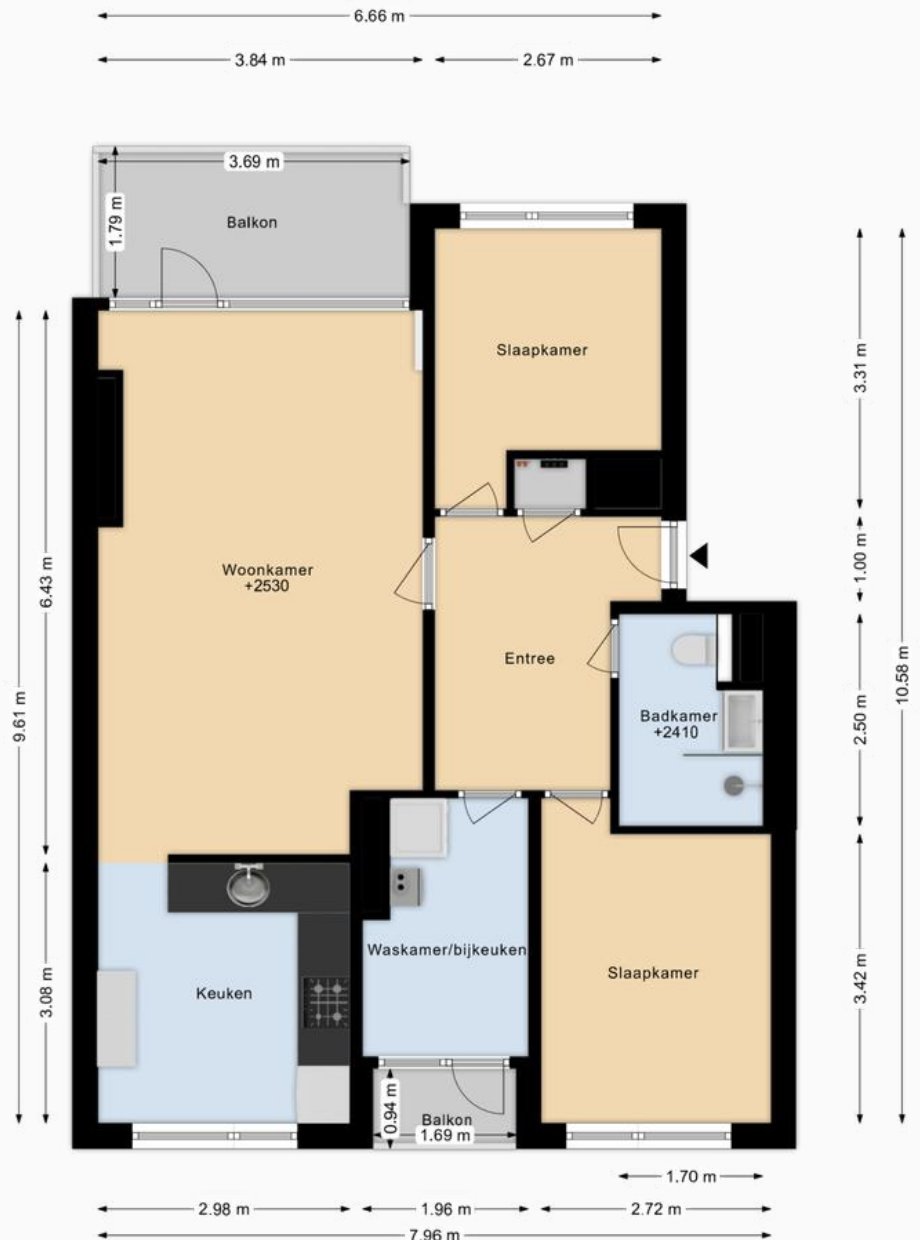 6.66 m
3.84 m
2.67 m
3.69 m
1.79 m
Balkon
Slaapkamer
3.31 m
Woonkamer
+2530
6.43 m
9.61 m
1.00 m
Entree
10.58 m
Badkamer
+2410
2.50 m
Waskamer/bijkeuken
Slaapkamer
Keuken
3.08 m
3.42 m
0.94 m
Balkon
1.69 m
1.70 m
2.98 m
1.96 m
2.72 m
7.96 m